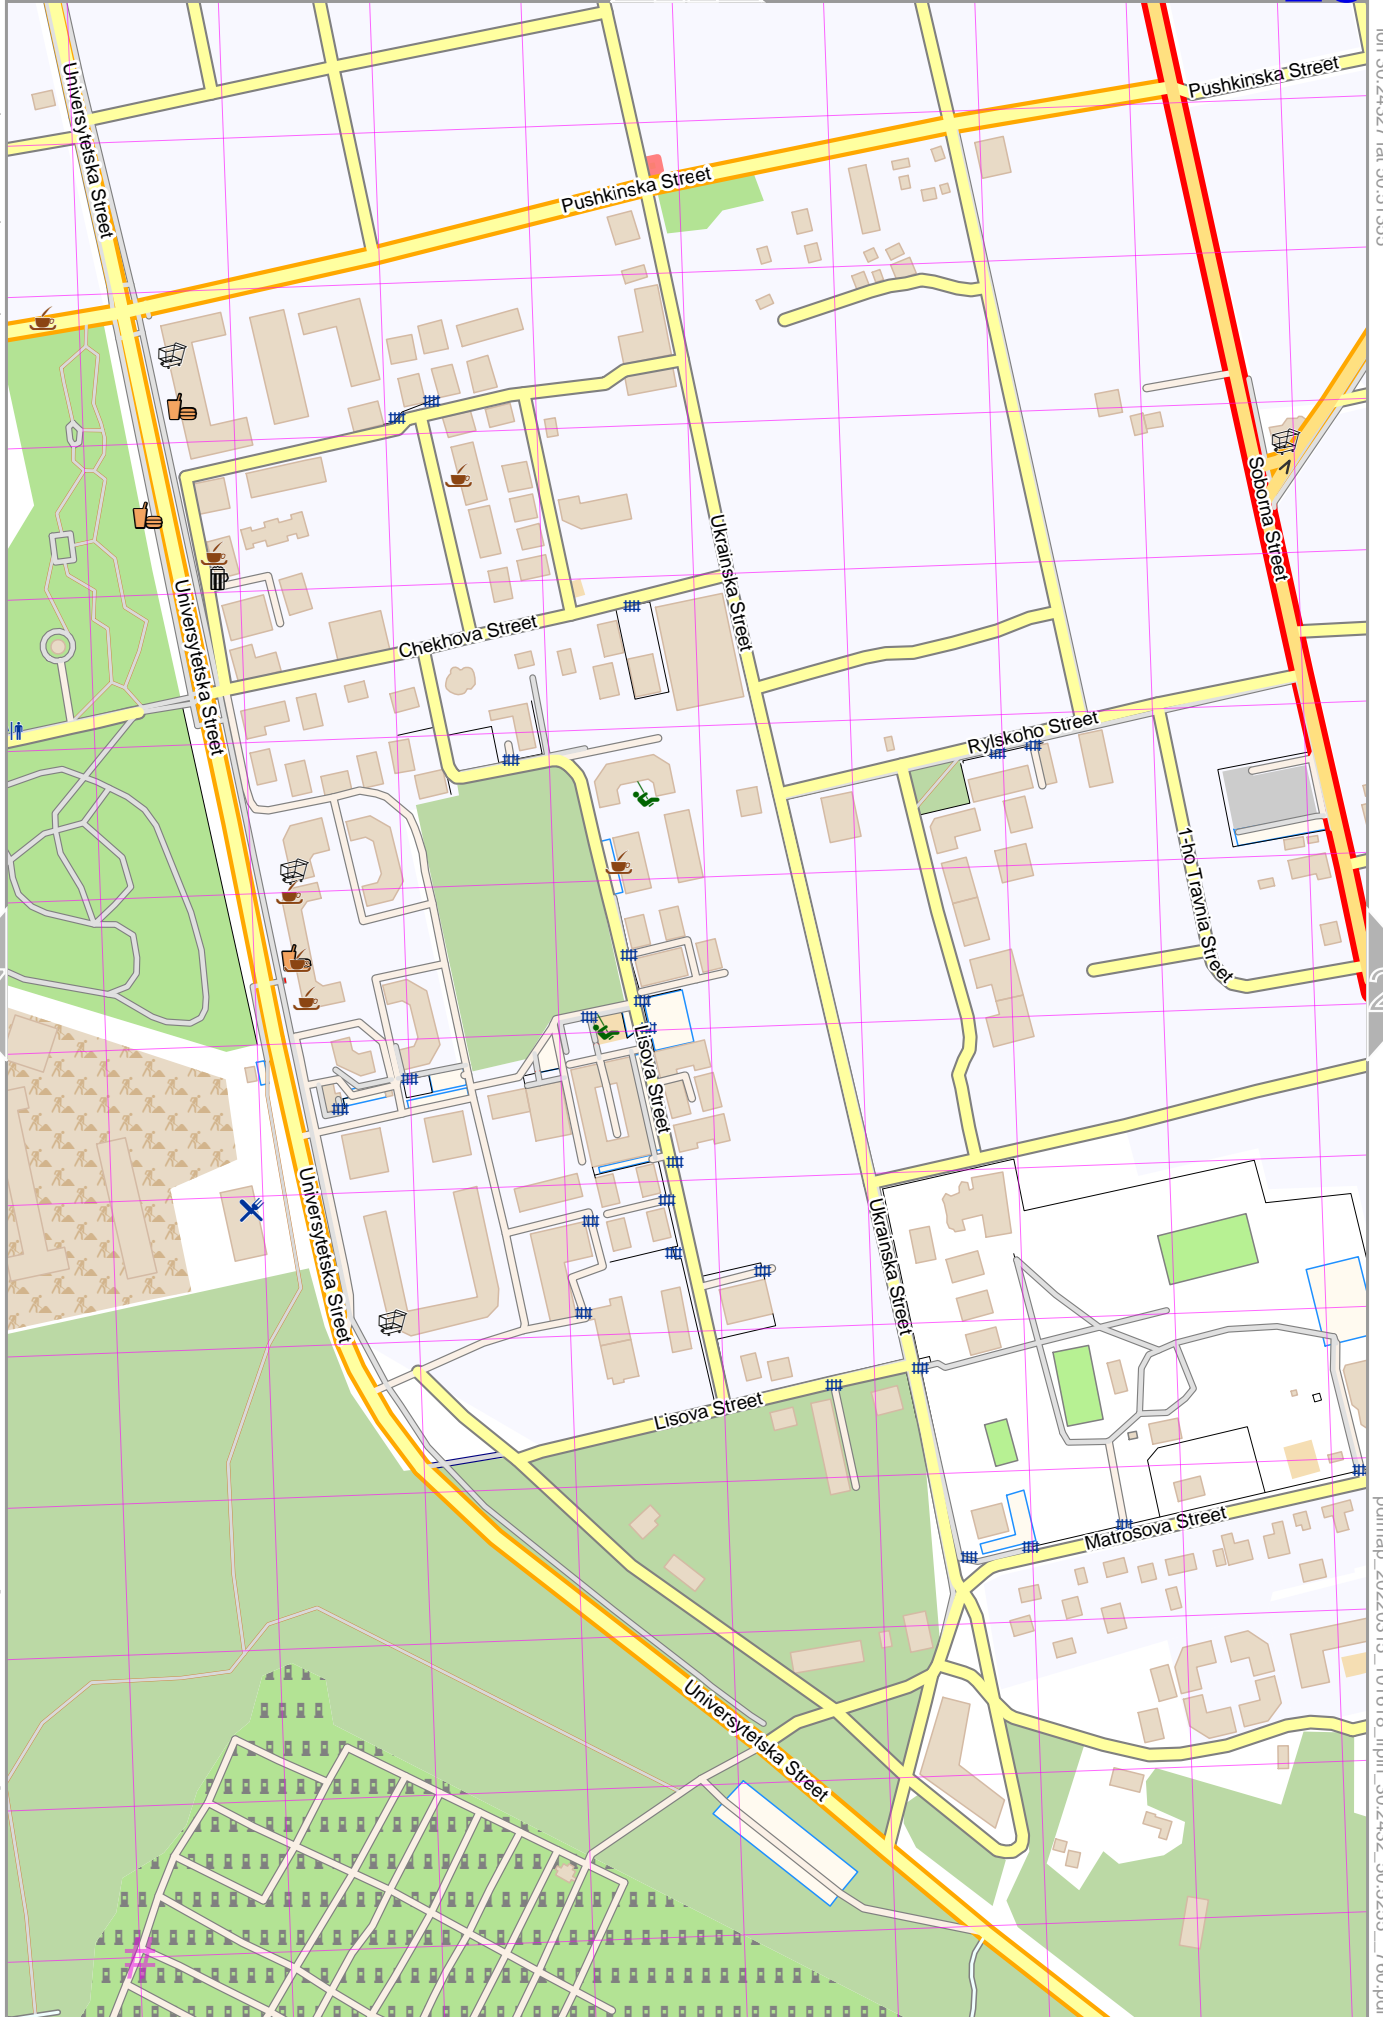 Pushkinska Street
Universytetska Street
Pushkinska Street
Soborna Street
Ukrainska Street
Universytetska Street
Chekhova Street
Rylskoho Street
1-ho Travnia Street
Lisova Street
Universytetska Street
Ukrainska Street
Lisova Street
Matrosova Street
Universytetska Street